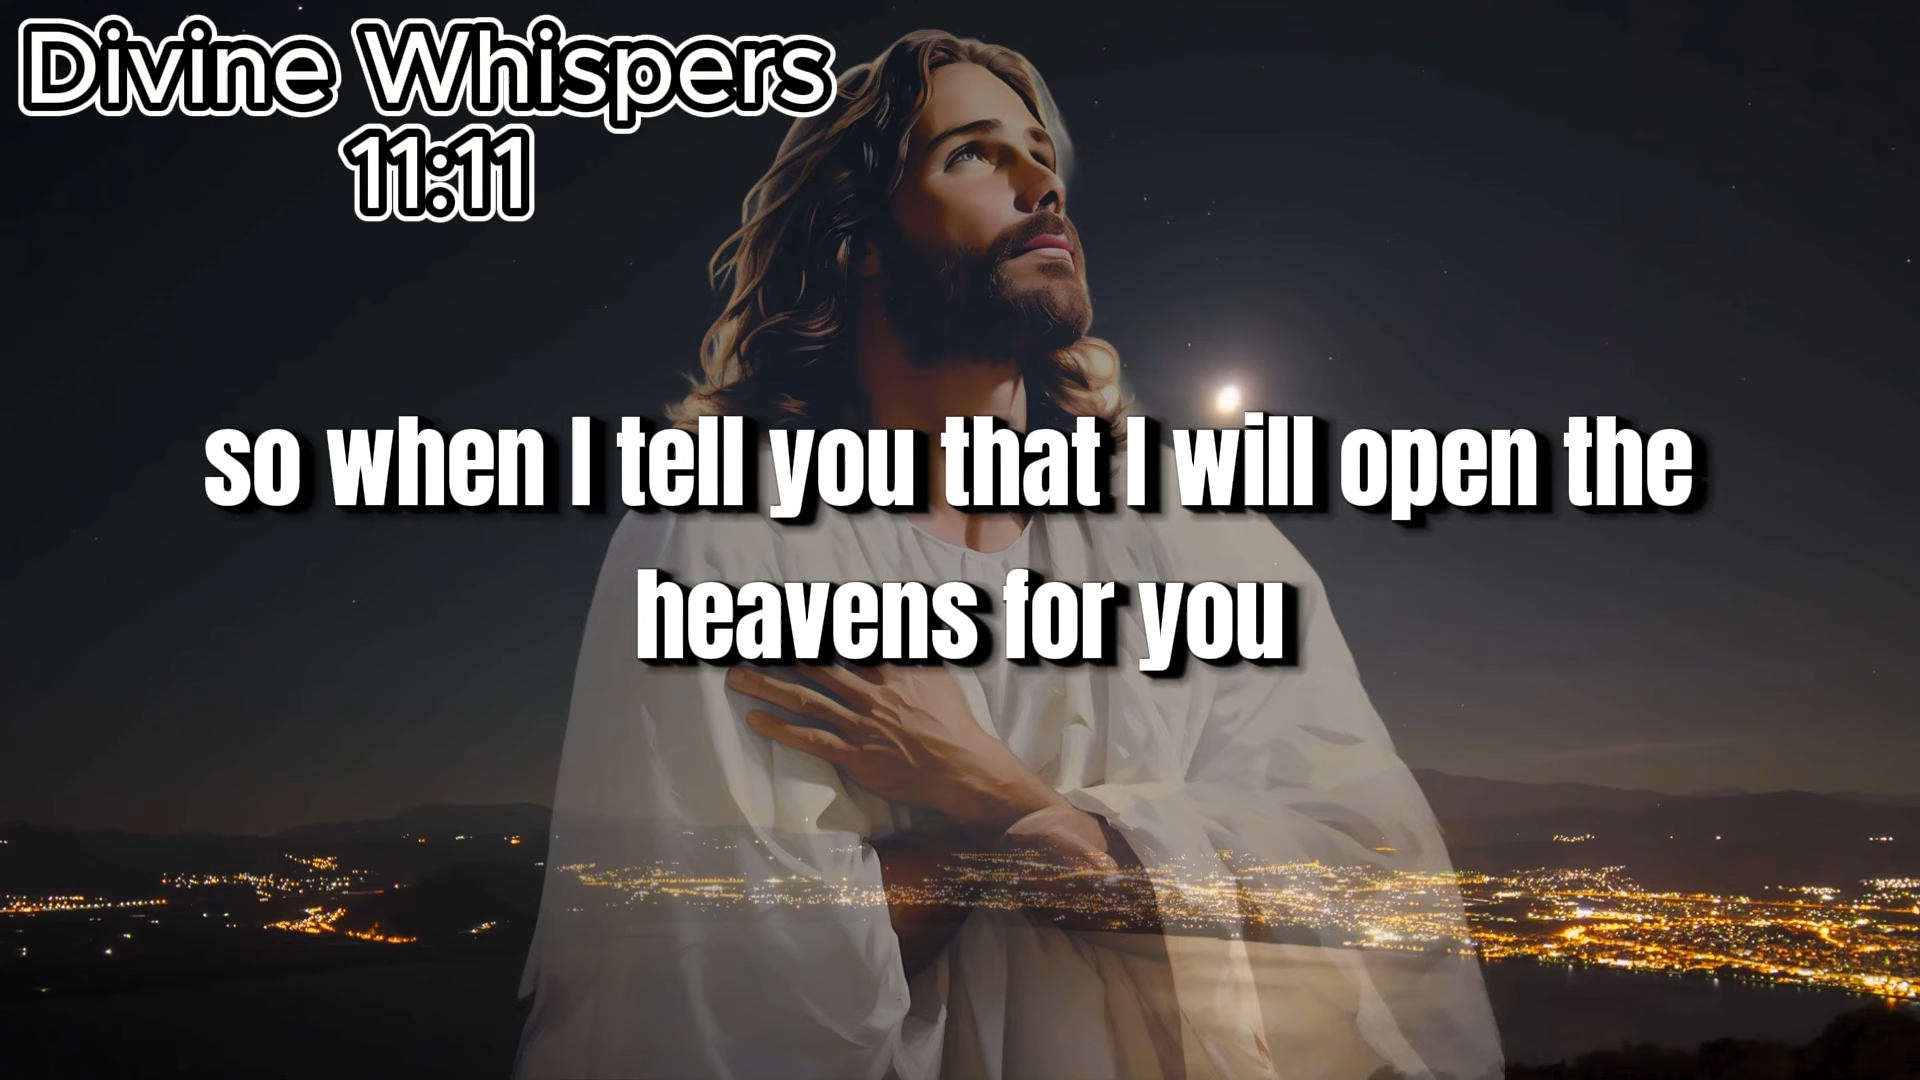 Divine Whispers
11:11
so when I tell you that I will open the
heavens for you